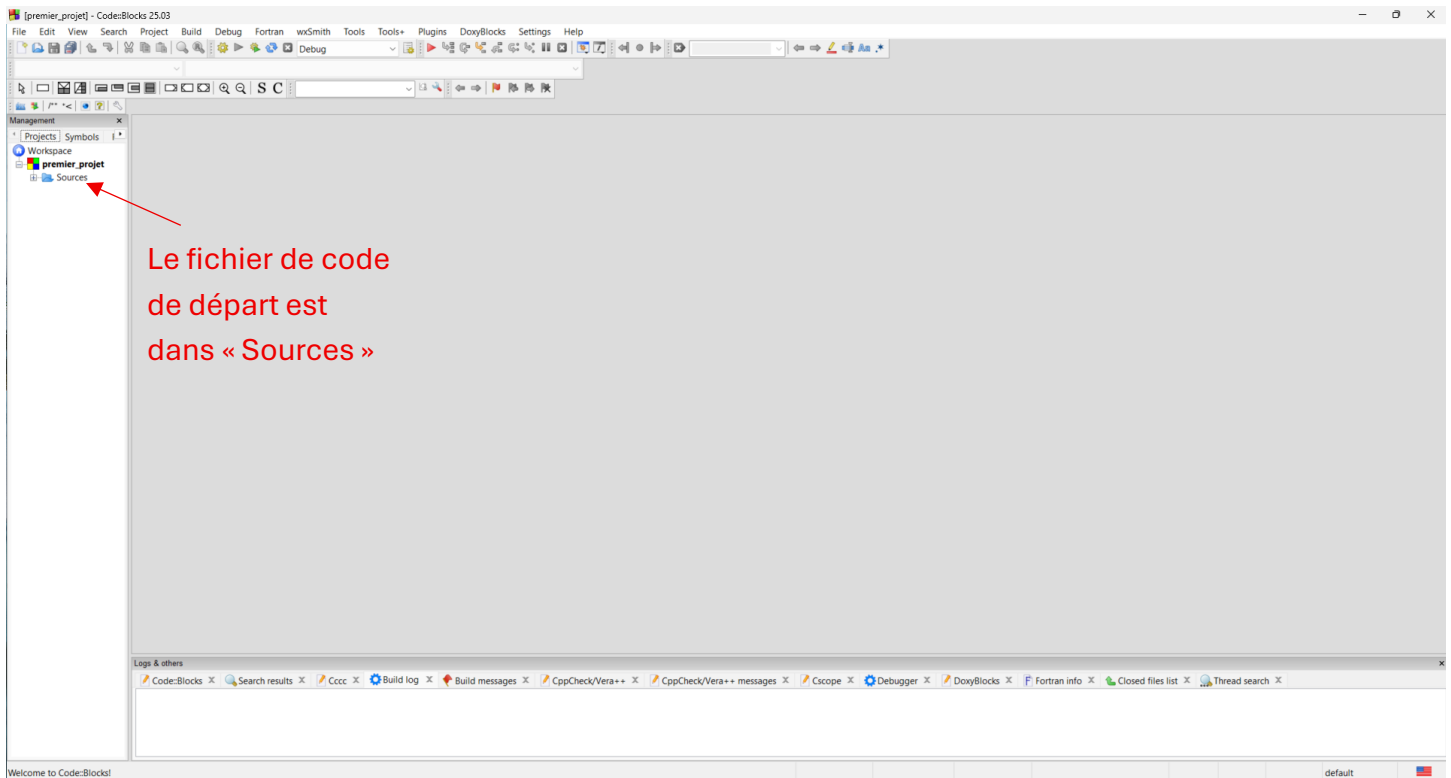 [premier_projet] - Code::Blocks 25.03
File Edit View Search Project Build Debug Fortran wxSmith Tools Tools+ Plugins DoxyBlocks Settings Help
Debug
S C
/** *<
Management
Projects Symbols
Workspace
premier_projet
Sources
Le fichier de code
de départ est
dans « Sources »
Logs & others
Code::Blocks Search results Cccc Build log Build messages CppCheck/Vera++ CppCheck/Vera++ messages Cscope Debugger DoxyBlocks Fortran info Closed files list Thread search
Welcome to Code::Blocks! default